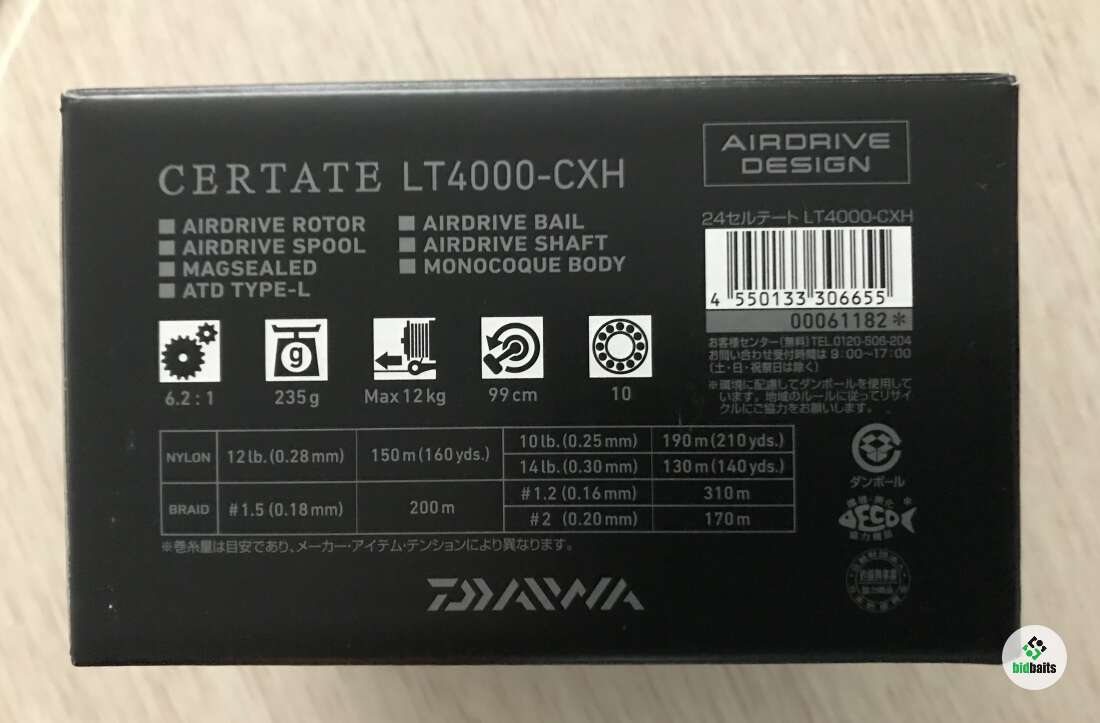 AIRDRIVE
DESIGN
CERTATE LT4000-CXH
■ AIRDRIVE ROTOR
■ AIRDRIVE SPOOL
■ MAGSEALED
■ ATD TYPE-L
■ AIRDRIVE BAIL
■ AIRDRIVE SHAFT
■ MONOCOQUE BODY
24セルテート LT4000-CXH
4 550133 306655
00061182*
お客様センター(無料)TEL.0120-506-204
お問い合わせ受付時間は 9:00~17:00
(土・日・祝祭日は除く)
※環境に配慮してダンボールを使用して
います。地域のルールに従ってリサイ
クルにご協力をお願いします。
g
6.2:1 235g Max 12kg 99cm 10
NYLON 12lb.(0.28mm) 150m(160yds.) 10lb.(0.25mm) 190m(210yds.)
14lb.(0.30mm) 130m(140yds.)
BRAID #1.5(0.18mm) 200m #1.2(0.16mm) 310m
#2 (0.20mm) 170m
※巻糸量は目安であり、メーカー・アイテム・テンションにより異なります。
ダンボール
ECO
協力商品
DAIWA
bidbaits